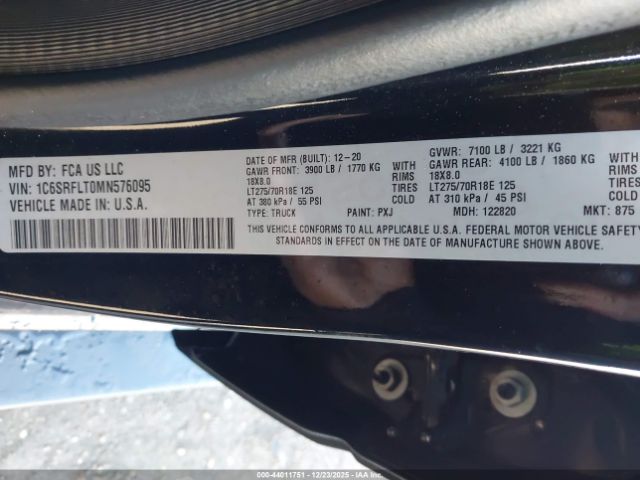 MFD BY: FCA US LLC
VIN: 1C6SRFLT0MN576095
VEHICLE MADE IN U.S.A.
DATE OF MFR (BUILT): 12-20
GAWR FRONT: 3900 LB / 1770 KG WITH
18X8.0 RIMS
LT275/70R18E 125 TIRES
AT 380 kPa / 55 PSI COLD
GVWR: 7100 LB / 3221 KG
GAWR REAR: 4100 LB / 1860 KG WITH
18X8.0 RIMS
LT275/70R18E 125 TIRES
AT 310 kPa / 45 PSI COLD
TYPE: TRUCK PAINT: PXJ MDH: 122820 MKT: 875
THIS VEHICLE CONFORMS TO ALL APPLICABLE U.S.A. FEDERAL MOTOR VEHICLE SAFETY
STANDARDS IN EFFECT ON THE DATE OF MANUFACTURE SHOWN ABOVE.
000-44011751 - 12/23/2025 - IAAI.COM